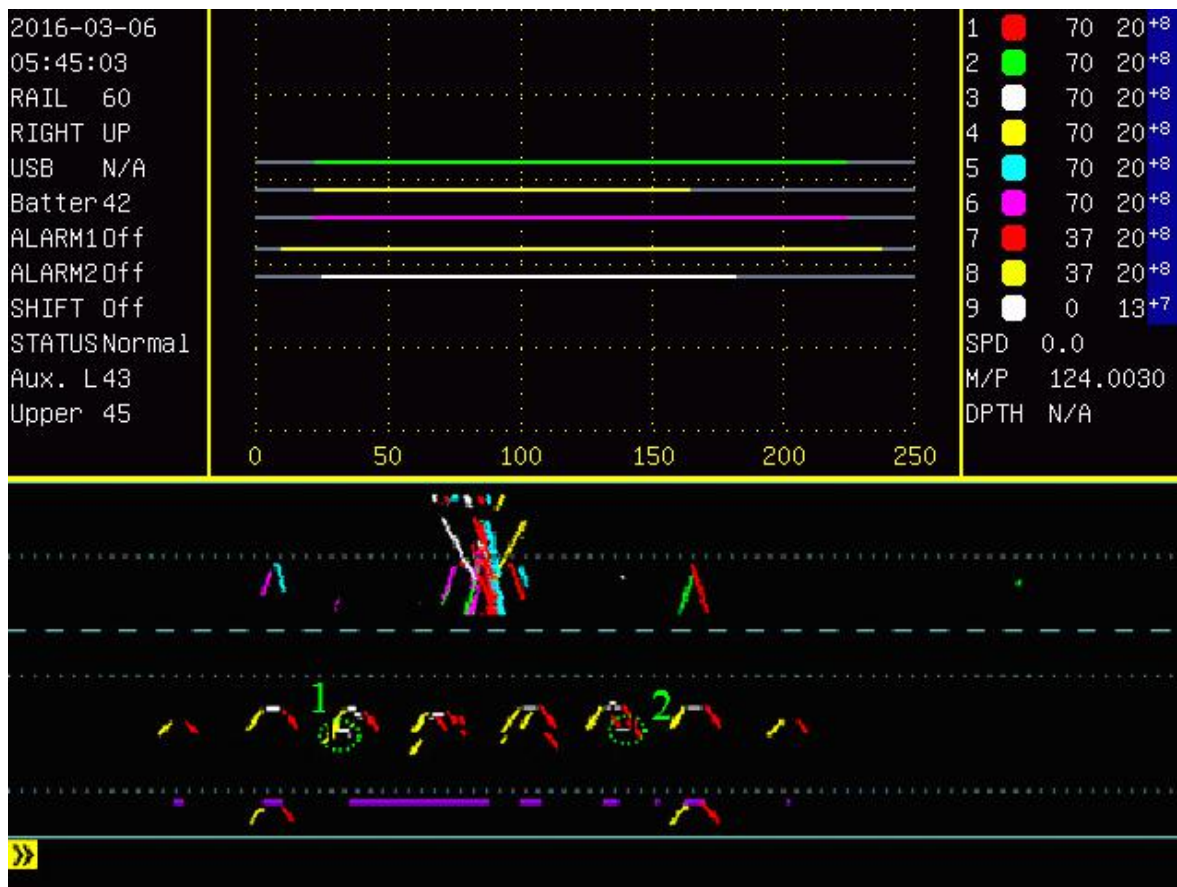 2016-03-06
05:45:03
RAIL 60
RIGHT UP
USB N/A
Batter 42
ALARM1 Off
ALARM2 Off
SHIFT Off
STATUS Normal
Aux. L 43
Upper 45
0 50 100 150 200 250
1 70 20+8
2 70 20+8
3 70 20+8
4 70 20+8
5 70 20+8
6 70 20+8
7 37 20+8
8 37 20+8
9 0 13+7
SPD 0.0
M/P 124.0030
DPTH N/A
1 2
»